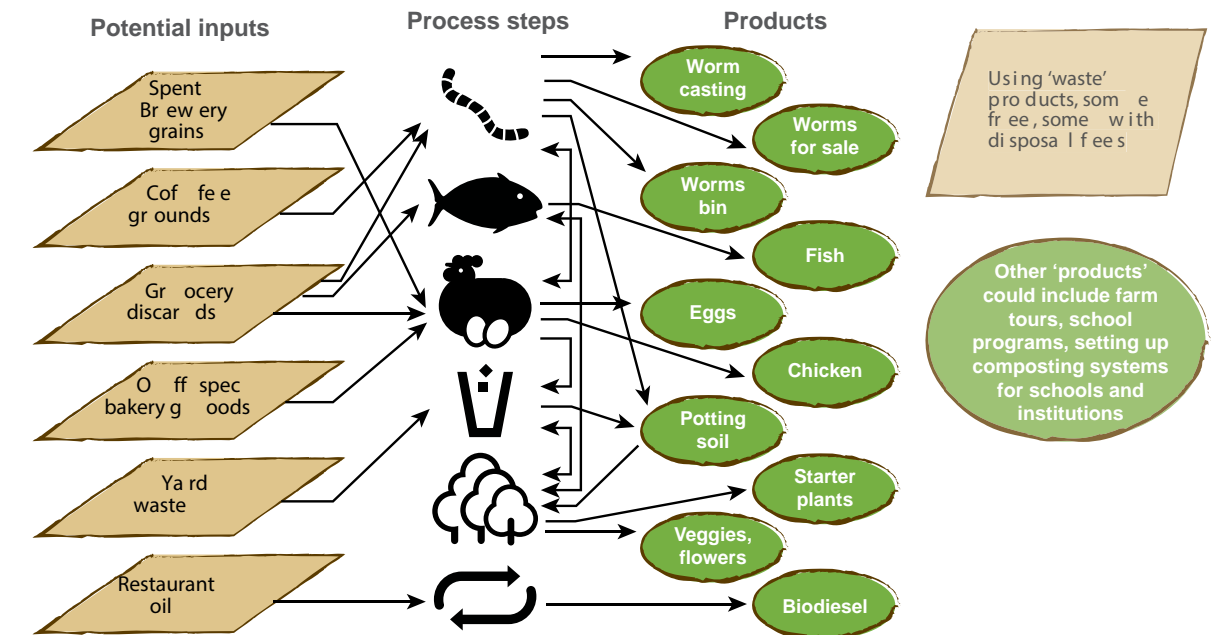 Potential inputs
Process steps
Products
Spent
Brewery
grains
Coffee
grounds
Grocery
discards
Off spec
bakery goods
Yard
waste
Restaurant
oil
Worm
casting
Worms
for sale
Worms
bin
Fish
Eggs
Chicken
Potting
soil
Starter
plants
Veggies,
flowers
Biodiesel
Using 'waste'
products, some
free, some with
disposal fees
Other 'products'
could include farm
tours, school
programs, setting up
composting systems
for schools and
institutions